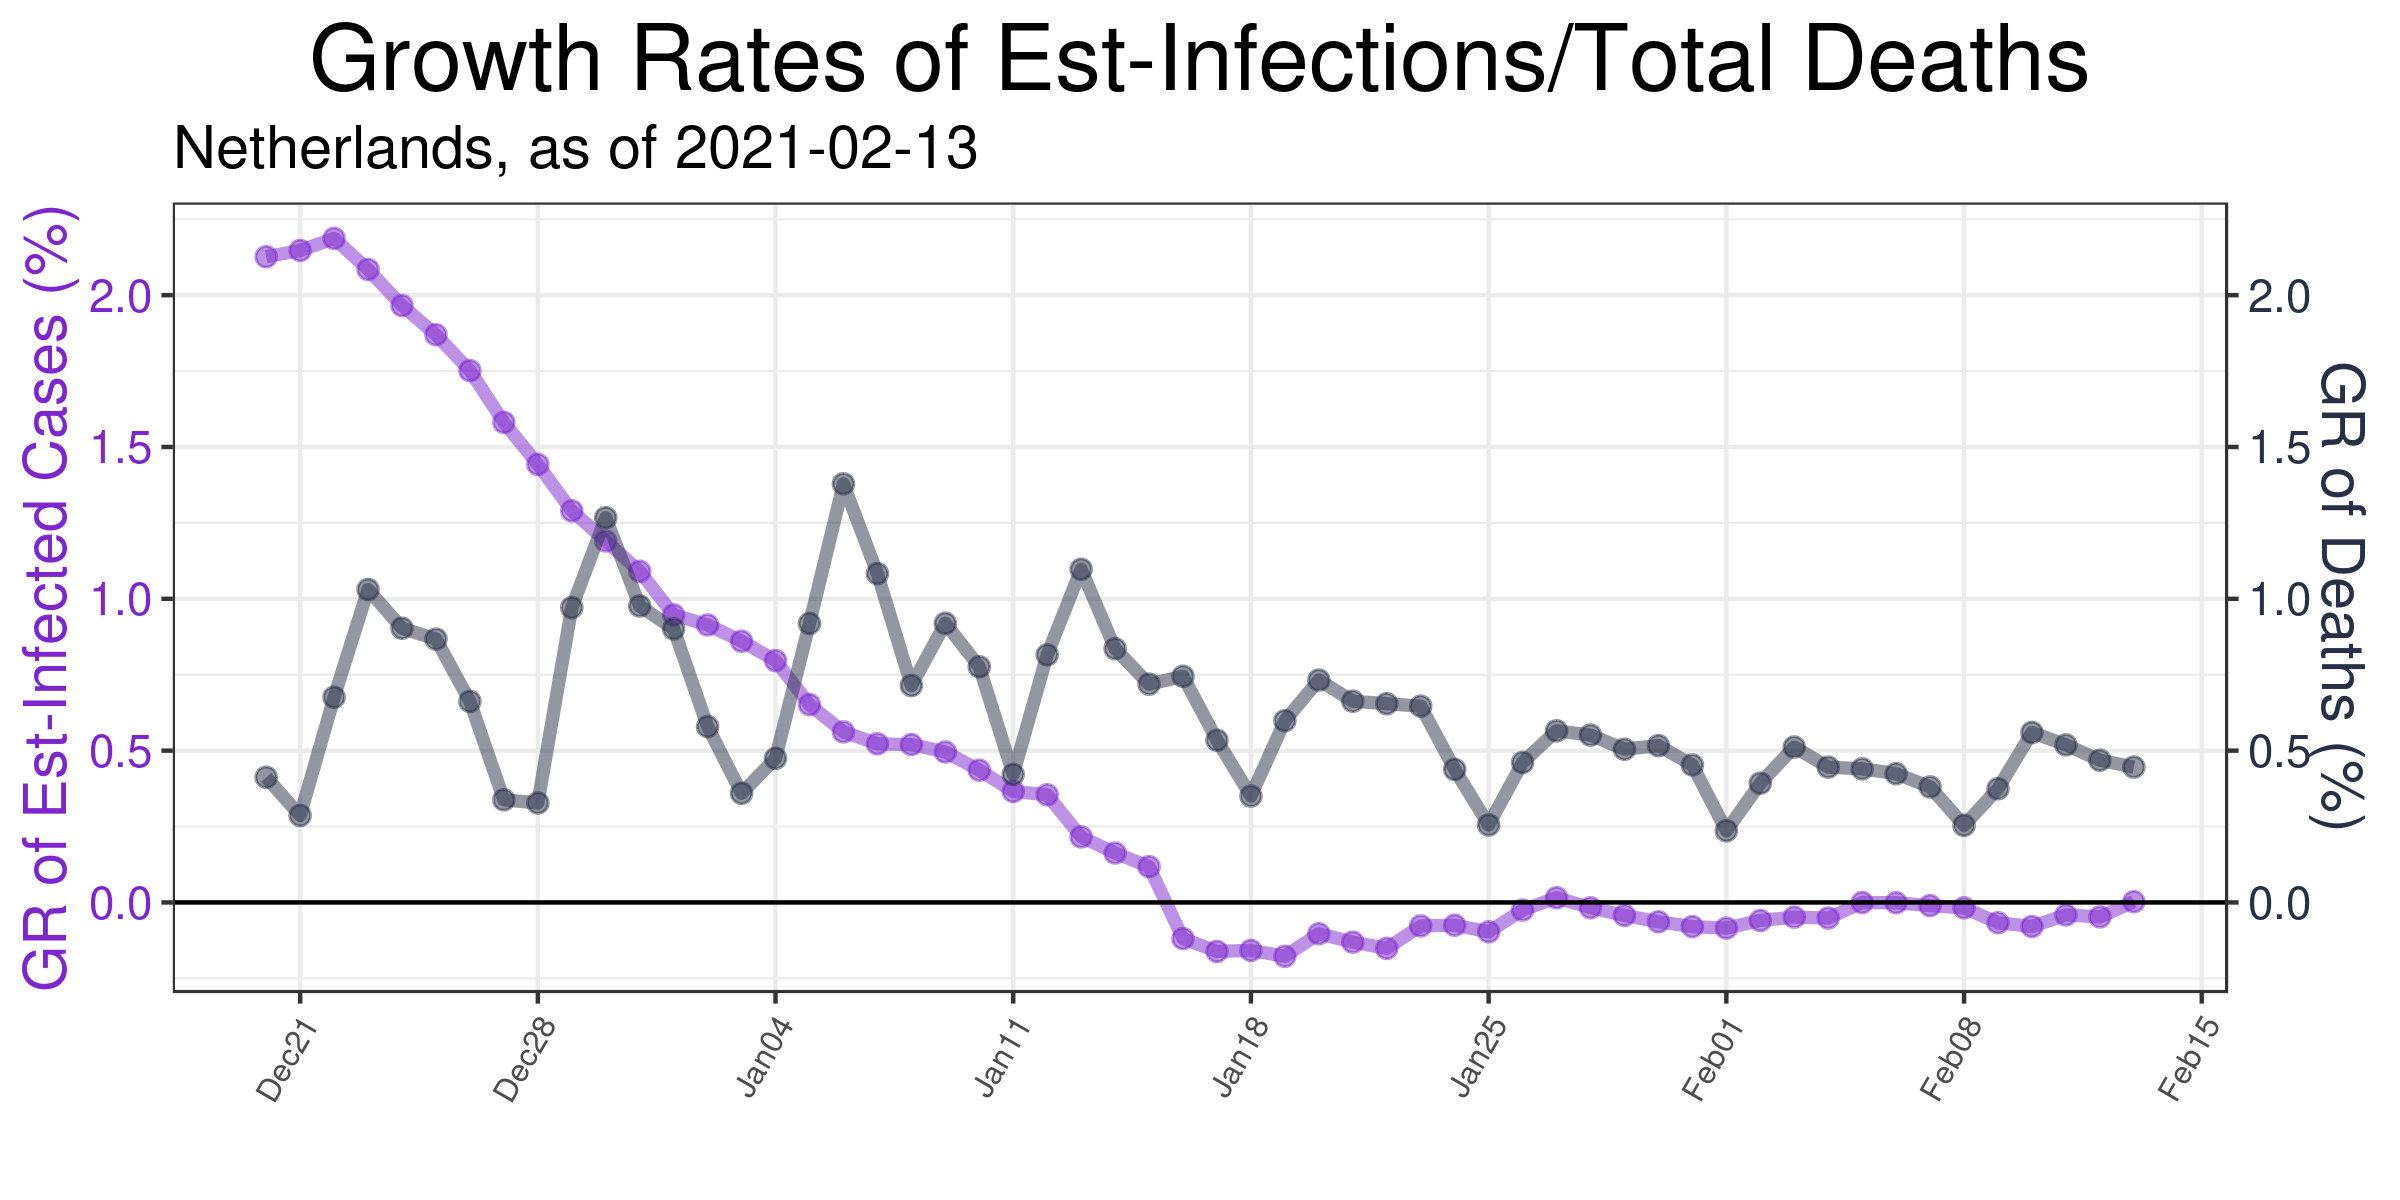 Growth Rates of Est-Infections/Total Deaths
Netherlands, as of 2021-02-13
GR of Est-Infected Cases (%)
2.0
1.5
1.0
0.5
0.0
2.0
1.5
1.0
0.5
0.0
GR of Deaths (%)
Dec21
Dec28
Jan04
Jan11
Jan18
Jan25
Feb01
Feb08
Feb15